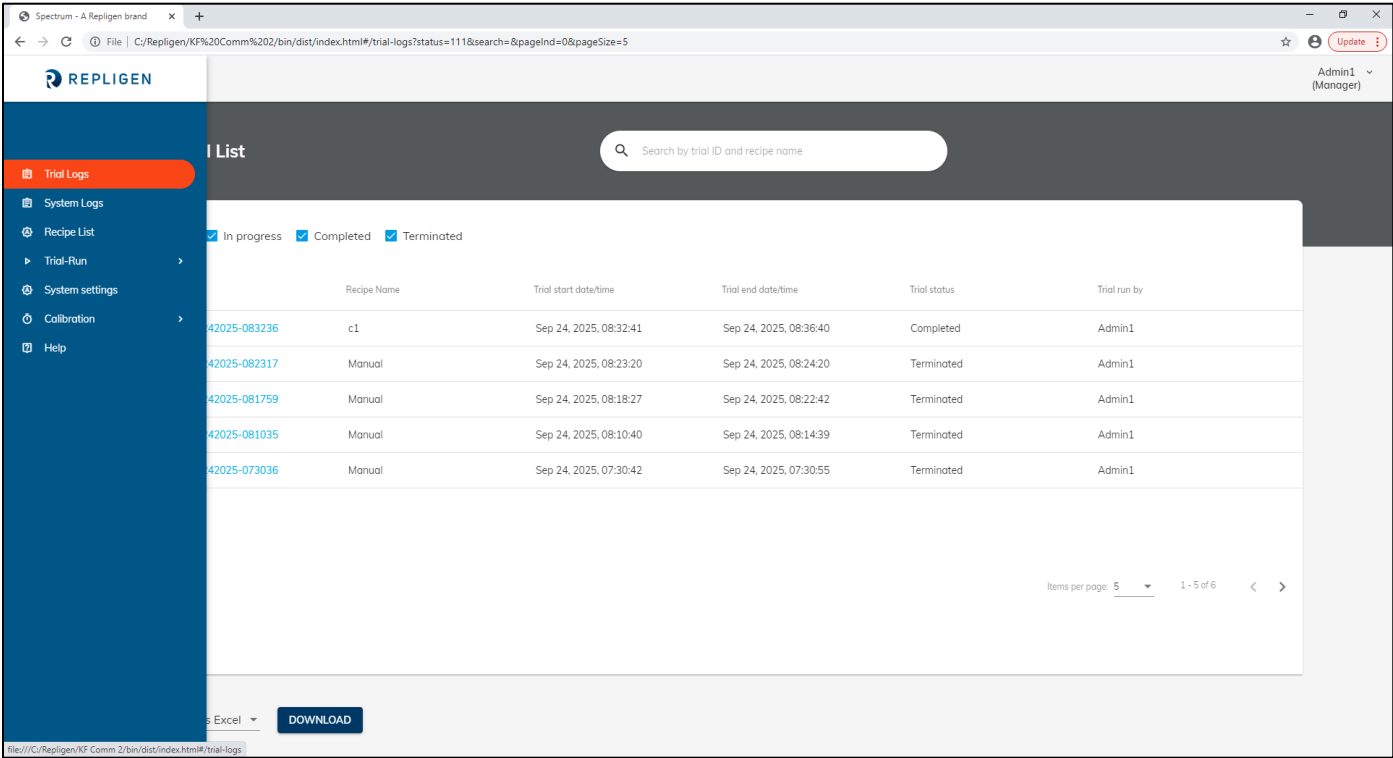 Spectrum - A Repligen brand
File C:/Repligen/KF%20Comm%202/bin/dist/index.html#/trial-logs?status=111&search=&pageInd=0&pageSize=5
Update
REPLIGEN
Admin1
(Manager)
l List
Search by trial ID and recipe name
Trial Logs
System Logs
Recipe List
Trial-Run
System settings
Calibration
Help
In progress Completed Terminated
Recipe Name Trial start date/time Trial end date/time Trial status Trial run by
42025-083236 c1 Sep 24, 2025, 08:32:41 Sep 24, 2025, 08:36:40 Completed Admin1
42025-082317 Manual Sep 24, 2025, 08:23:20 Sep 24, 2025, 08:24:20 Terminated Admin1
42025-081759 Manual Sep 24, 2025, 08:18:27 Sep 24, 2025, 08:22:42 Terminated Admin1
42025-081035 Manual Sep 24, 2025, 08:10:40 Sep 24, 2025, 08:14:39 Terminated Admin1
42025-073036 Manual Sep 24, 2025, 07:30:42 Sep 24, 2025, 07:30:55 Terminated Admin1
Items per page: 5 1 - 5 of 6
s Excel DOWNLOAD
file:///C:/Repligen/KF Comm 2/bin/dist/index.html#/trial-logs